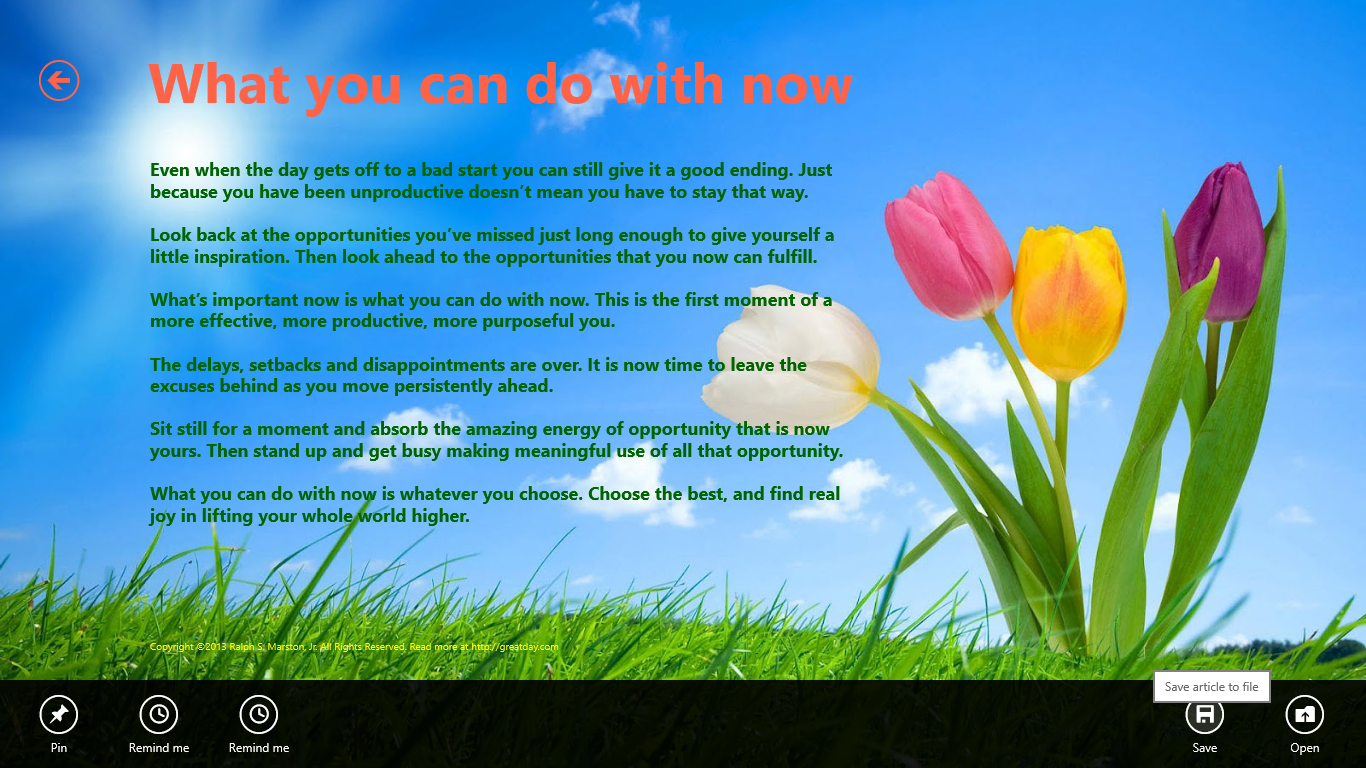 What you can do with now
Even when the day gets off to a bad start you can still give it a good ending. Just
because you have been unproductive doesn’t mean you have to stay that way.
Look back at the opportunities you’ve missed just long enough to give yourself a
little inspiration. Then look ahead to the opportunities that you now can fulfill.
What’s important now is what you can do with now. This is the first moment of a
more effective, more productive, more purposeful you.
The delays, setbacks and disappointments are over. It is now time to leave the
excuses behind as you move persistently ahead.
Sit still for a moment and absorb the amazing energy of opportunity that is now
yours. Then stand up and get busy making meaningful use of all that opportunity.
What you can do with now is whatever you choose. Choose the best, and find real
joy in lifting your whole world higher.
Copyright ©2013 Ralph S. Marston, Jr. All Rights Reserved. Read more at http://greatday.com
Save article to file
Pin
Remind me
Remind me
Save
Open